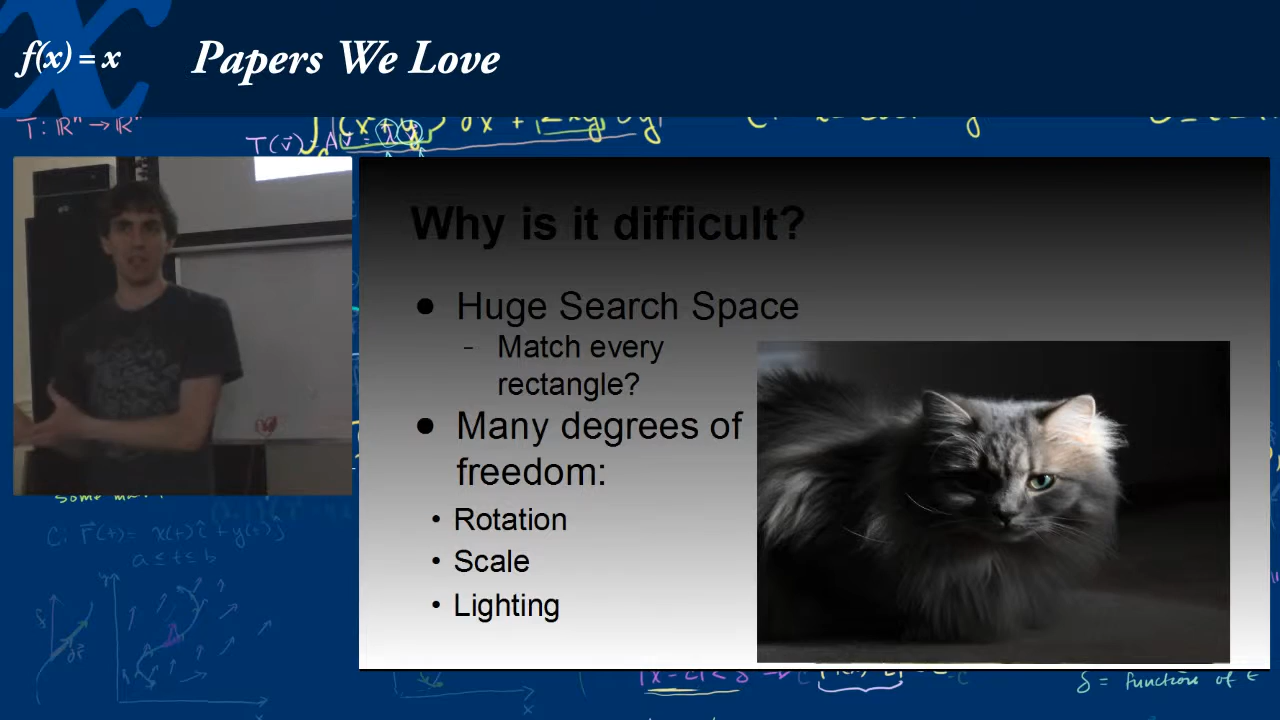 f(x) = x
Papers We Love
T: ℝⁿ → ℝⁿ
Why is it difficult?
● Huge Search Space
- Match every
rectangle?
● Many degrees of
freedom:
• Rotation
• Scale
• Lighting
C: r⃗(t) = x(t)î + y(t)ĵ
a ≤ t ≤ b
δ = function of ε